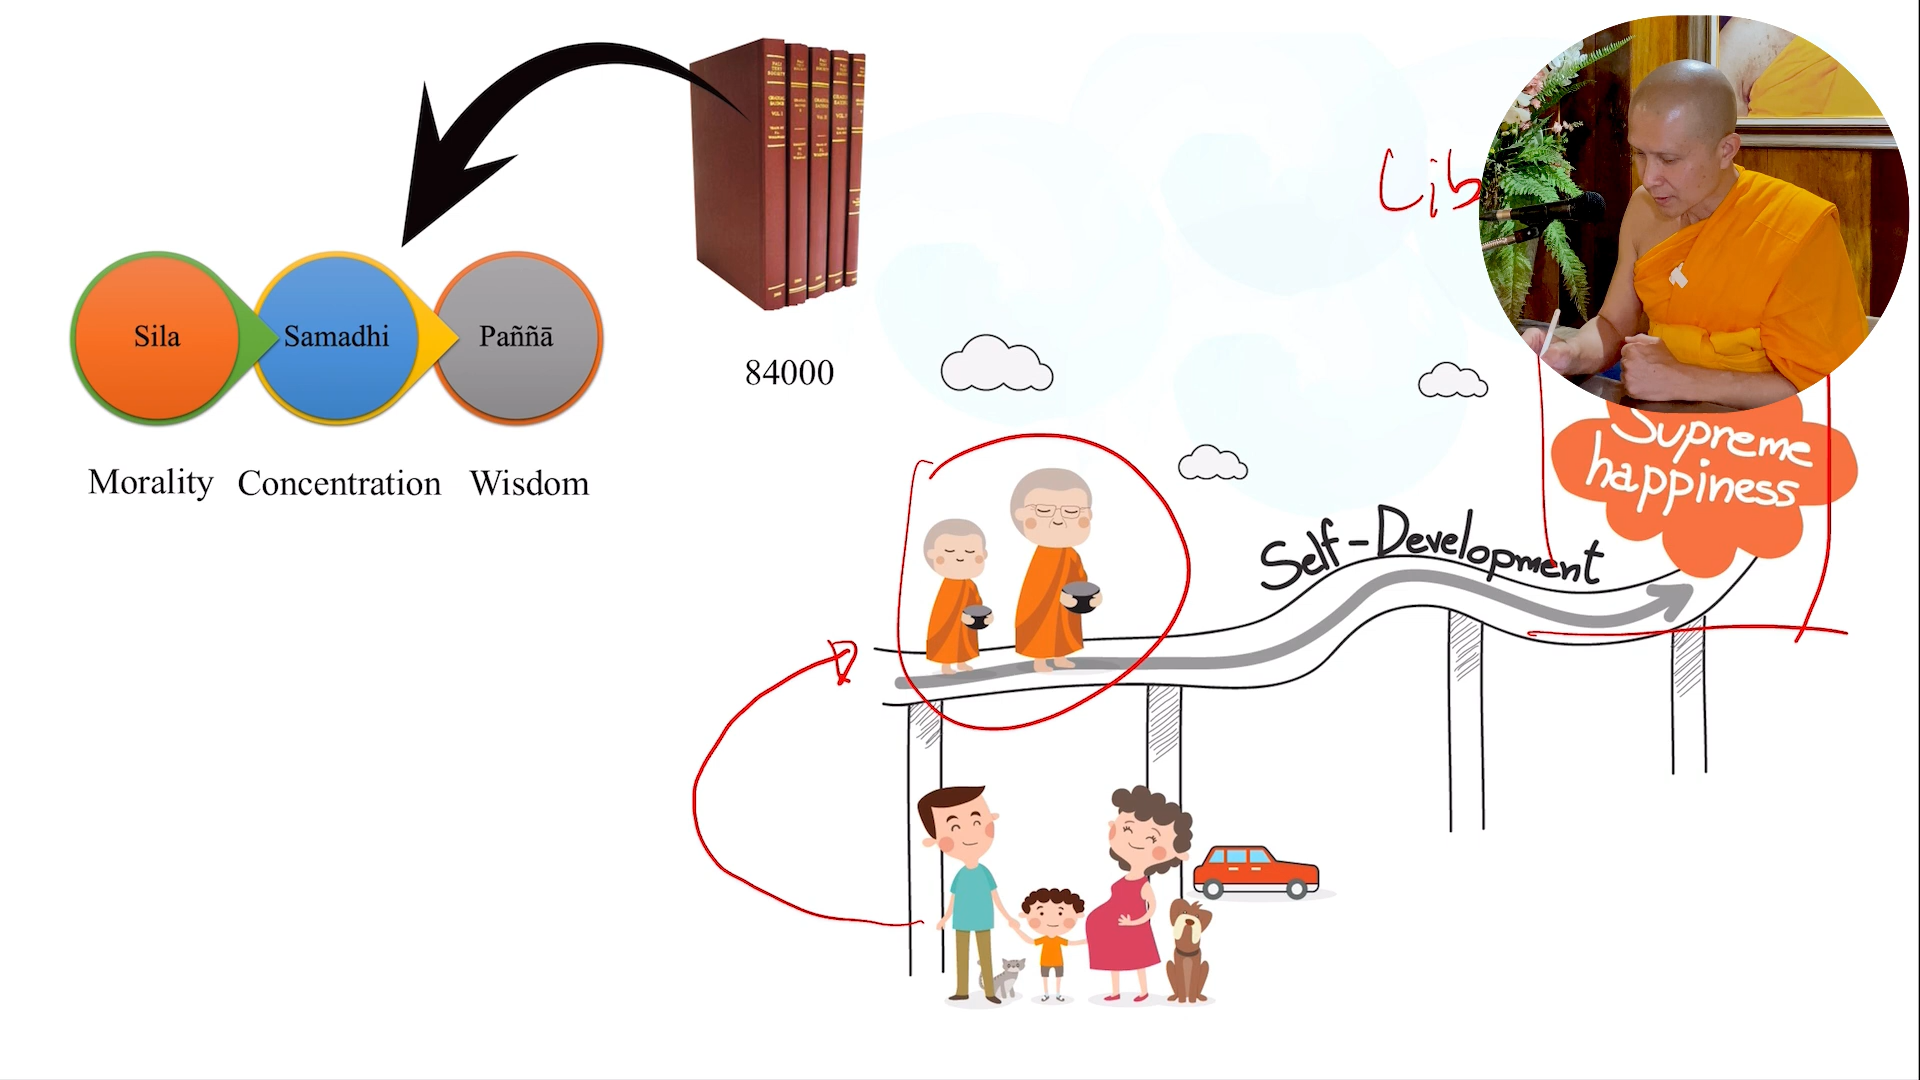 Sila
Samadhi
Paññā
Morality
Concentration
Wisdom
84000
Lib
Supreme
happiness
Self-Development